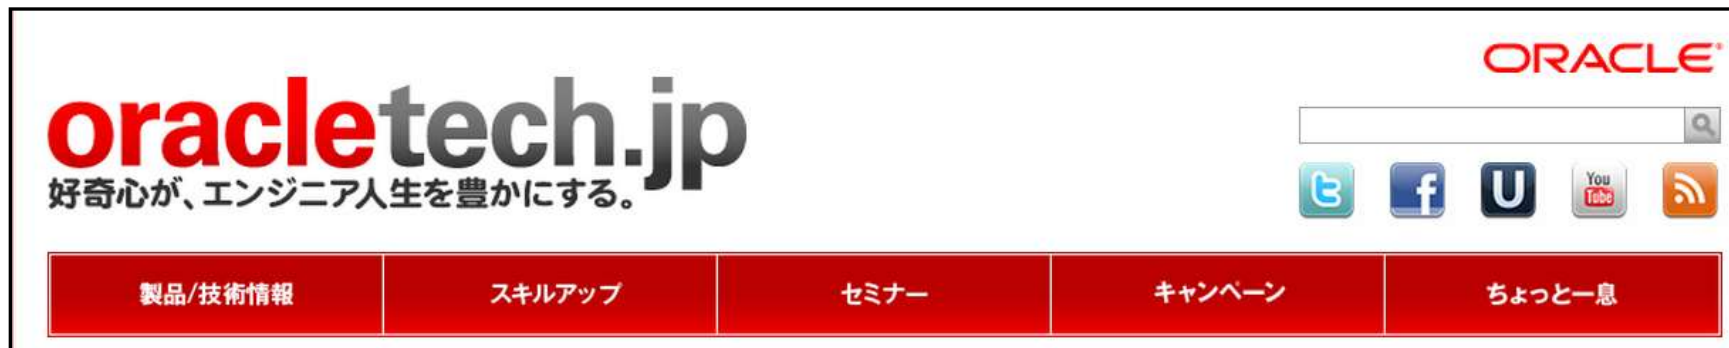 ORACLE
oracletech.jp
好奇心が、エンジニア人生を豊かにする。
You Tube
製品/技術情報 スキルアップ セミナー キャンペーン ちょっと一息